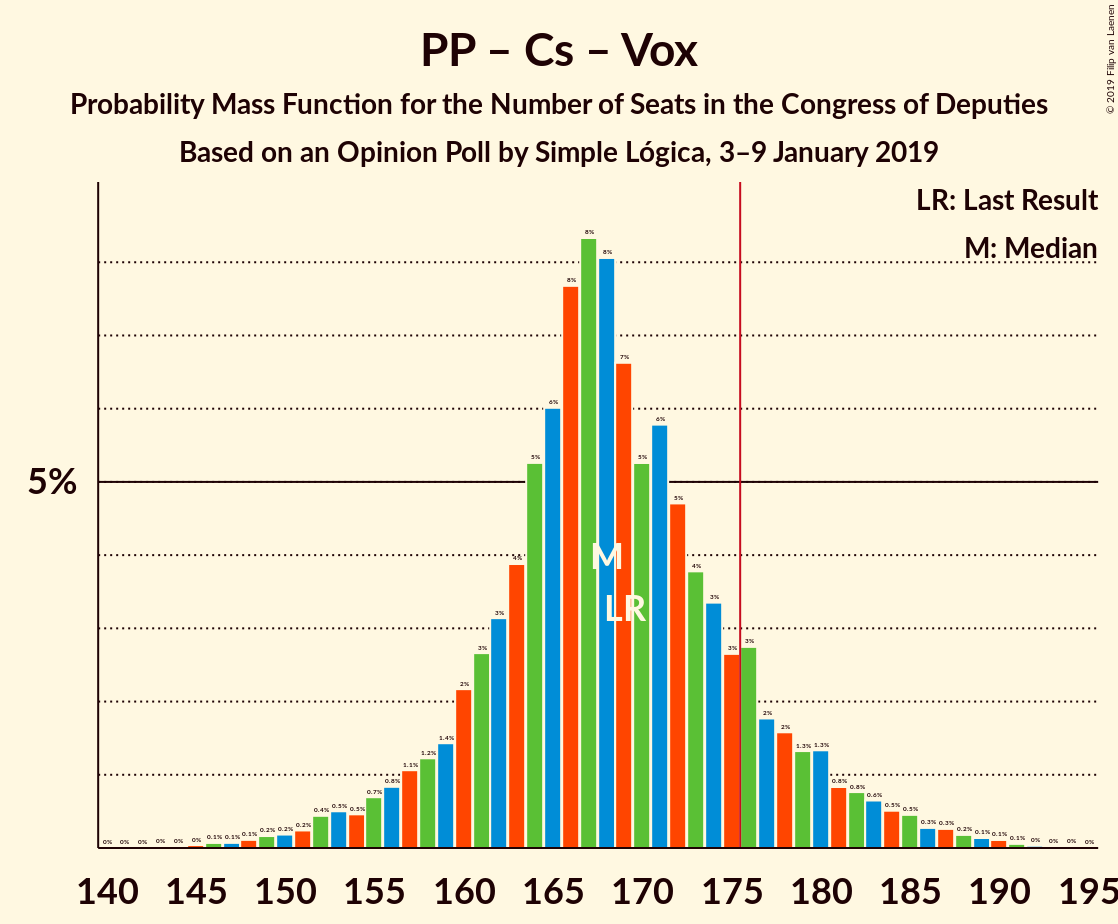 PP – Cs – Vox
Probability Mass Function for the Number of Seats in the Congress of Deputies
Based on an Opinion Poll by Simple Lógica, 3–9 January 2019
© 2019 Filip van Laenen
LR: Last Result
M: Median
5%
0% 0% 0% 0% 0% 0% 0.1% 0.1% 0.1% 0.2% 0.2% 0.2% 0.4% 0.5% 0.5% 0.7% 0.8% 1.1% 1.2% 1.4% 2% 3% 3% 4% 5% 6% 8% 8% 8% 7% 5% 6% 5% 4% 3% 3% 3% 2% 2% 1.3% 1.3% 0.8% 0.8% 0.6% 0.5% 0.5% 0.3% 0.3% 0.2% 0.1% 0.1% 0.1% 0% 0% 0% 0%
M
LR
140 145 150 155 160 165 170 175 180 185 190 195